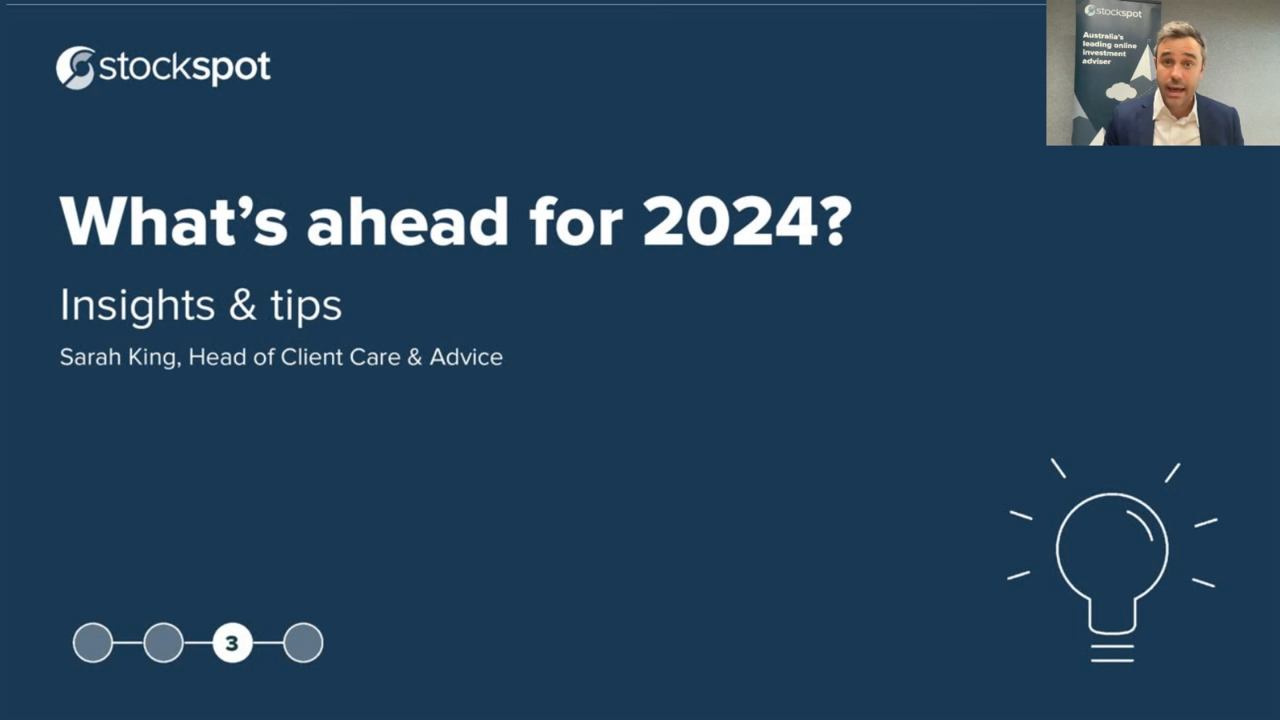 stockspot
What's ahead for 2024?
Insights & tips
Sarah King, Head of Client Care & Advice
3
stockspot
Australia's
leading online
investment
adviser